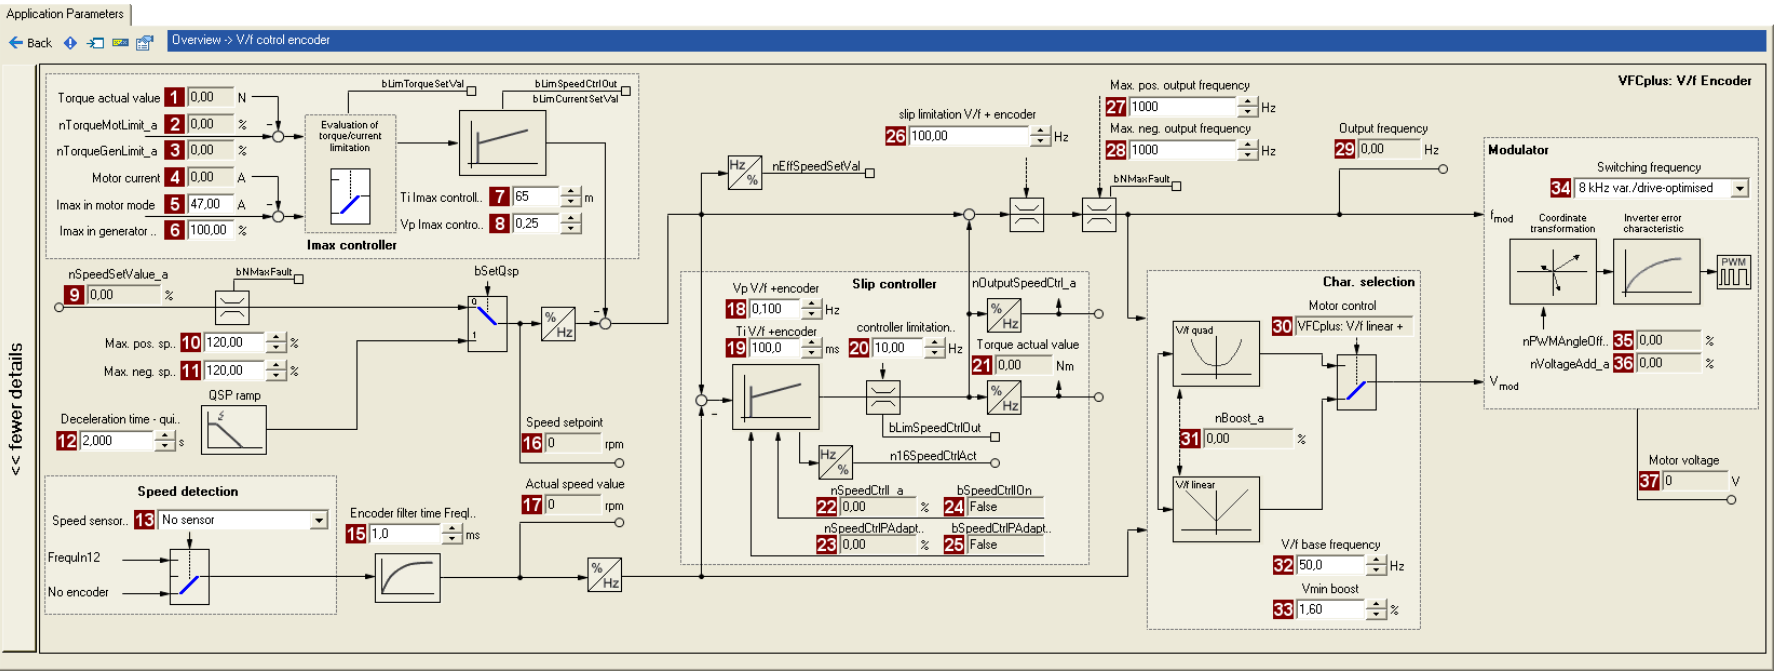 Application Parameters
Back
Overview -> V/f cotrol encoder
<< fewer details
VFCplus: V/f Encoder
Torque actual value 1 0,00 N
nTorqueMotLimit_a 2 0,00 %
nTorqueGenLimit_a 3 0,00 %
Motor current 4 0,00 A
Imax in motor mode 5 47,00 A
Imax in generator .. 6 100,00 %
Evaluation of
torque/current
limitation
bLimTorqueSetVal
bLimSpeedCtrlOut
bLimCurrentSetVal
Ti Imax controll.. 7 65 m
Vp Imax contro.. 8 0,25
Imax controller
nSpeedSetValue_a
9 0,00 %
bNMaxFault
bSetQsp
0
1
% Hz
Max. pos. sp.. 10 120,00 %
Max. neg. sp.. 11 120,00 %
QSP ramp
Deceleration time - qui..
12 2,000 s
Speed detection
Speed sensor.. 13 No sensor
FrequIn12
No encoder
Encoder filter time FreqI..
15 1,0 ms
Speed setpoint
16 0 rpm
Actual speed value
17 0 rpm
% Hz
Hz %
nEffSpeedSetVal
Slip controller
Vp V/f +encoder
18 0,100 Hz
Ti V/f +encoder
19 100,0 ms
controller limitation..
20 10,00 Hz
nOutputSpeedCtrl_a
% Hz
Torque actual value
21 0,00 Nm
% Hz
bLimSpeedCtrlOut
Hz %
n16SpeedCtrlAct
nSpeedCtrlI_a
22 0,00 %
nSpeedCtrlPAdapt..
23 0,00 %
bSpeedCtrlIOn
24 False
bSpeedCtrlPAdapt..
25 False
slip limitation V/f + encoder
26 100,00 Hz
Max. pos. output frequency
27 1000 Hz
Max. neg. output frequency
28 1000 Hz
bNMaxFault
Output frequency
29 0,00 Hz
Char. selection
Motor control
30 VFCplus: V/f linear +
V/f quad
nBoost_a
31 0,00 %
V/f linear
V/f base frequency
32 50,0 Hz
Vmin boost
33 1,60 %
Modulator
Switching frequency
34 8 kHz var./drive-optimised
fmod
Coordinate
transformation
Inverter error
characteristic
PWM
nPWMAngleOff.. 35 0,00 %
nVoltageAdd_a 36 0,00 %
Vmod
Motor voltage
37 0 V